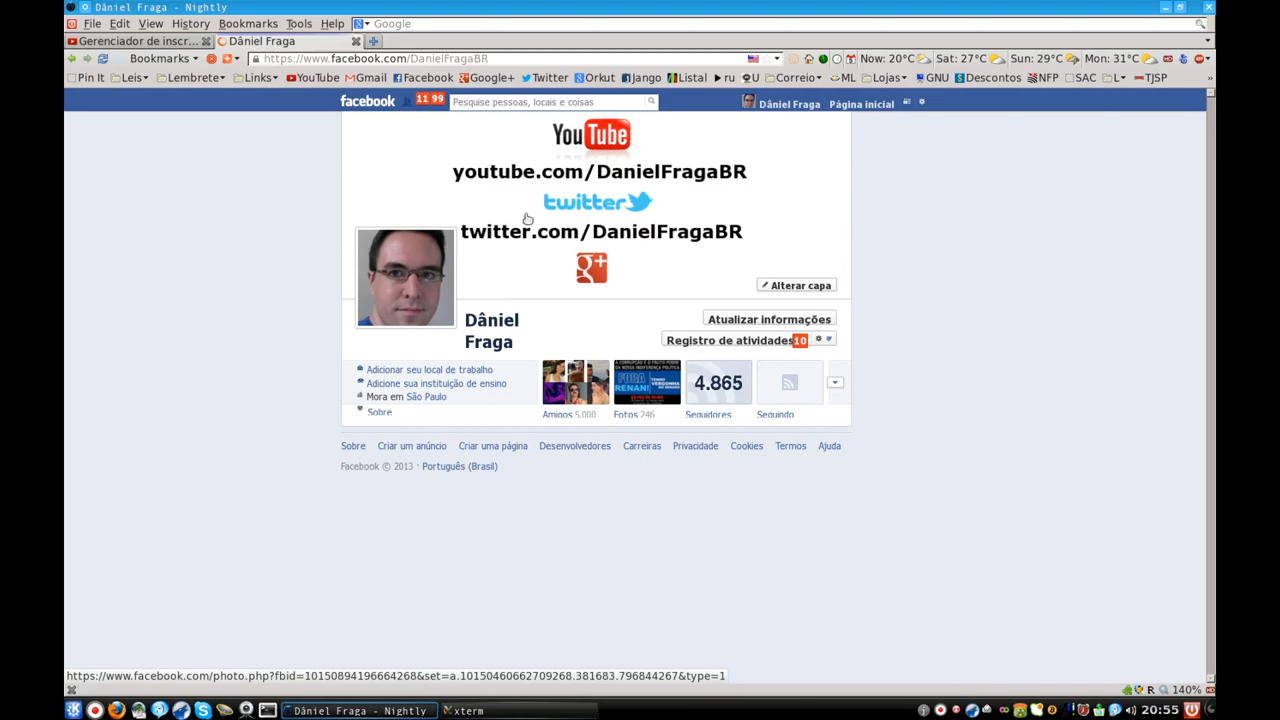 Dâniel Fraga - Nightly
File Edit View History Bookmarks Tools Help Google
Gerenciador de inscr... Dâniel Fraga
Bookmarks https://www.facebook.com/DanielFragaBR Now: 20°C Sat: 27°C Sun: 29°C Mon: 31°C
Pin It Leis Lembrete Links YouTube Gmail Facebook Google+ Twitter Orkut Jango Listal ru U Correio ML Lojas GNU Descontos NFP SAC L TJSP
facebook 11 99 Pesquise pessoas, locais e coisas Dâniel Fraga Página inicial
YouTube
youtube.com/DanielFragaBR
twitter
twitter.com/DanielFragaBR
g+
Alterar capa
Dâniel
Fraga
Atualizar informações
Registro de atividades 10
Adicionar seu local de trabalho
Adicione sua instituição de ensino
Mora em São Paulo
Sobre
FORA
RENAN!
4.865
Amigos 5.000 Fotos 246 Seguidores Seguindo
Sobre Criar um anúncio Criar uma página Desenvolvedores Carreiras Privacidade Cookies Termos Ajuda
Facebook © 2013 · Português (Brasil)
https://www.facebook.com/photo.php?fbid=10150894196664268&set=a.10150460662709268.381683.796844267&type=1
R 140%
Dâniel Fraga - Nightly xterm 20:55